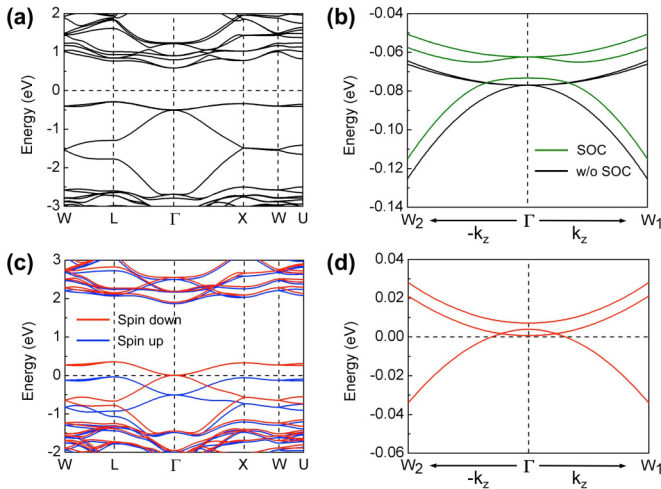 (a)
2
1
0
-1
-2
-3
Energy (eV)
W L Γ X W U
(b)
-0.04
-0.06
-0.08
-0.10
-0.12
-0.14
Energy (eV)
SOC
w/o SOC
W2 Γ W1
-kz kz
(c)
3
2
1
0
-1
-2
Energy (eV)
Spin down
Spin up
W L Γ X W U
(d)
0.04
0.02
0.00
-0.02
-0.04
0.06
Energy (eV)
W2 Γ W1
-kz kz